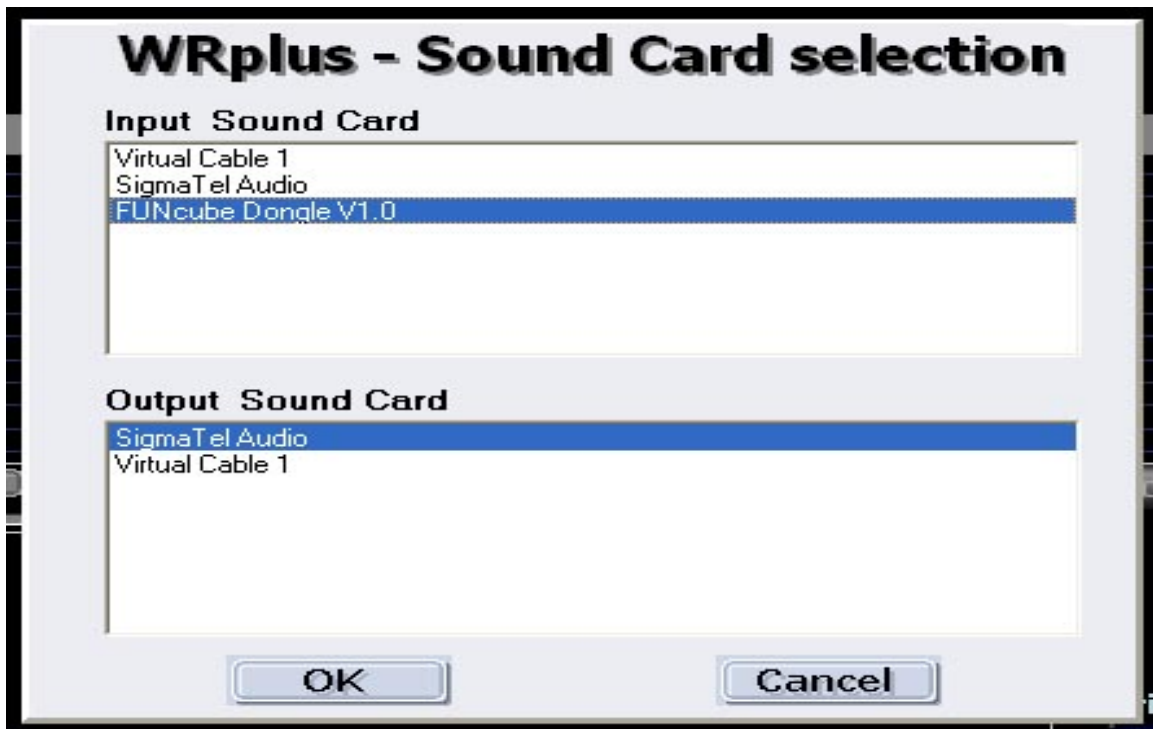 WRplus - Sound Card selection
Input Sound Card
Virtual Cable 1
SigmaTel Audio
FUNcube Dongle V1.0
Output Sound Card
SigmaTel Audio
Virtual Cable 1
OK
Cancel